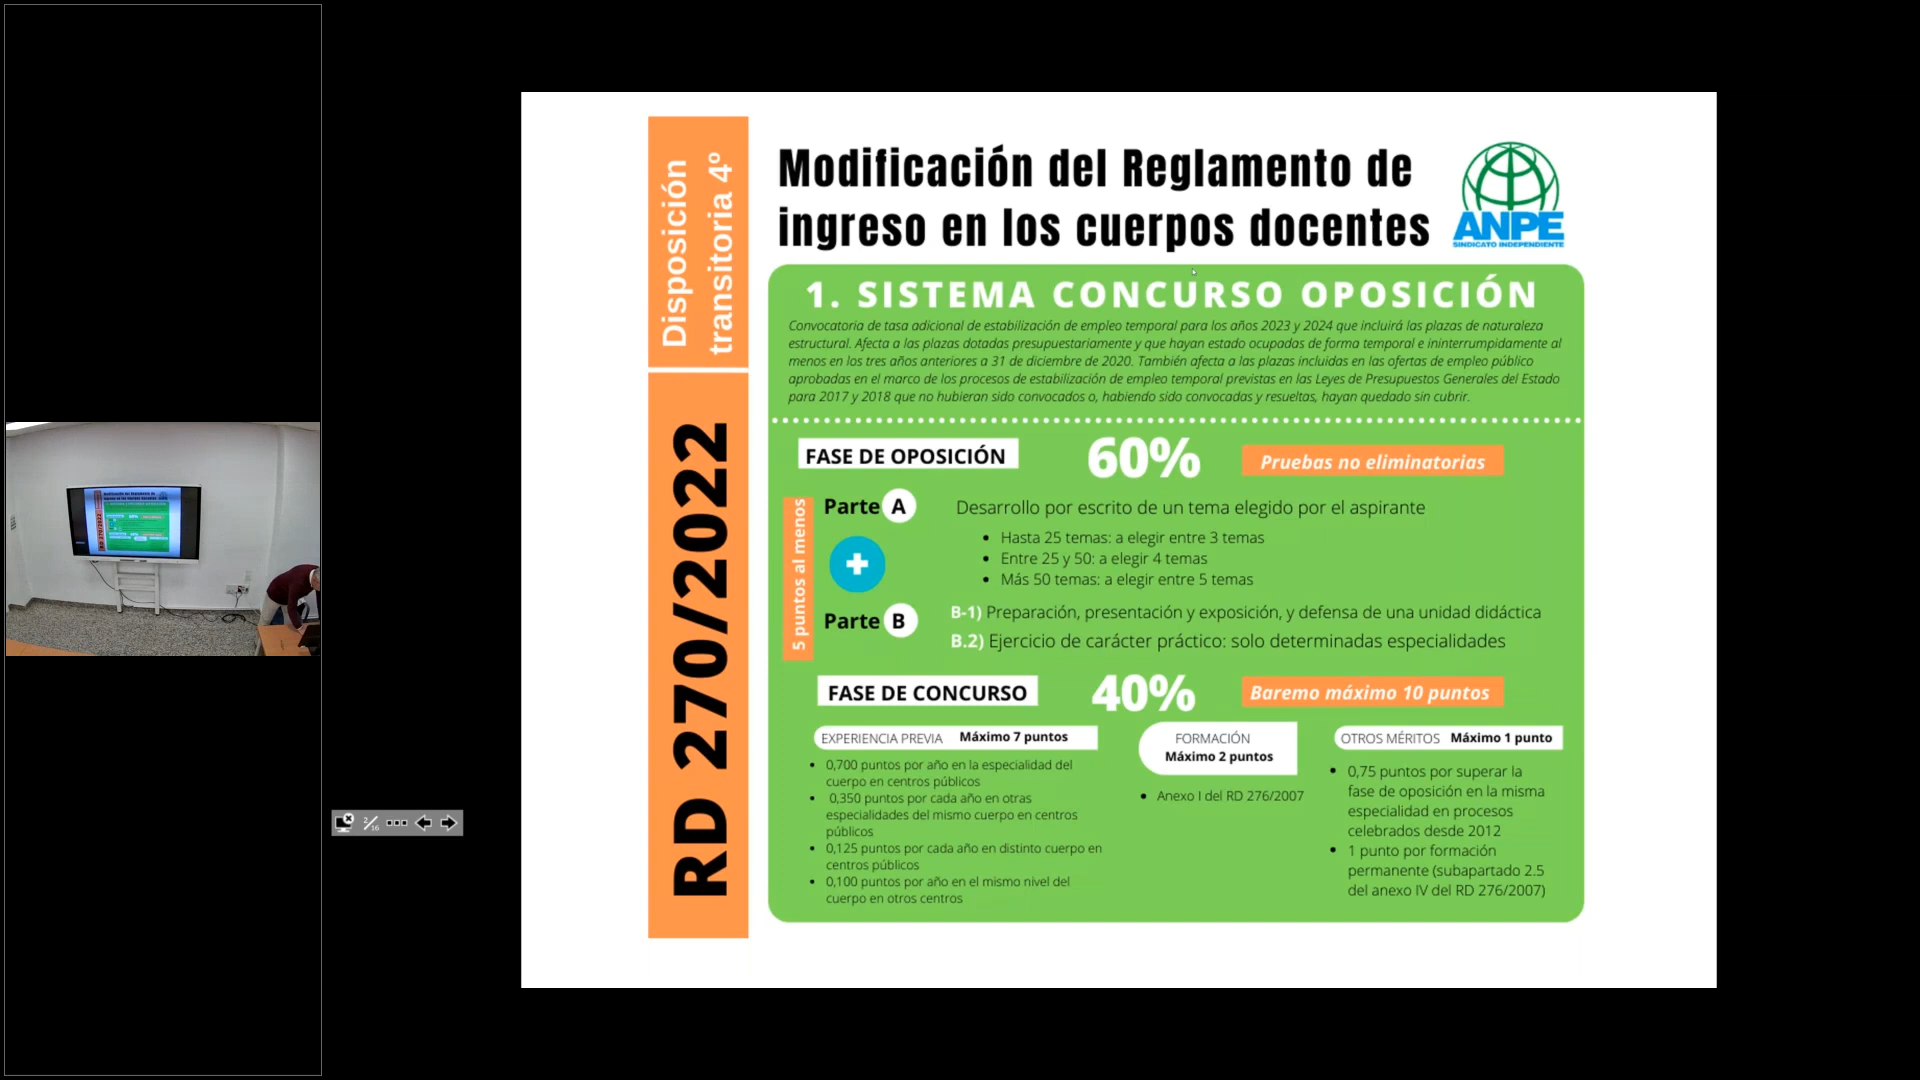 Disposición
transitoria 4º
RD 270/2022
Modificación del Reglamento de
ingreso en los cuerpos docentes
ANPE
SINDICATO INDEPENDIENTE
1. SISTEMA CONCURSO OPOSICIÓN
Convocatoria de tasa adicional de estabilización de empleo temporal para los años 2023 y 2024 que incluirá las plazas de naturaleza
estructural. Afecta a las plazas dotadas presupuestariamente y que hayan estado ocupadas de forma temporal e ininterrumpidamente al
menos en los tres años anteriores a 31 de diciembre de 2020. También afecta a las plazas incluidas en las ofertas de empleo público
aprobadas en el marco de los procesos de estabilización de empleo temporal previstas en las Leyes de Presupuestos Generales del Estado
para 2017 y 2018 que no hubieran sido convocados o, habiendo sido convocadas y resueltas, hayan quedado sin cubrir.
FASE DE OPOSICIÓN 60% Pruebas no eliminatorias
5 puntos al menos
Parte A Desarrollo por escrito de un tema elegido por el aspirante
• Hasta 25 temas: a elegir entre 3 temas
• Entre 25 y 50: a elegir 4 temas
• Más 50 temas: a elegir entre 5 temas
Parte B
B-1) Preparación, presentación y exposición, y defensa de una unidad didáctica
B.2) Ejercicio de carácter práctico: solo determinadas especialidades
FASE DE CONCURSO 40% Baremo máximo 10 puntos
EXPERIENCIA PREVIA Máximo 7 puntos
• 0,700 puntos por año en la especialidad del
cuerpo en centros públicos
• 0,350 puntos por cada año en otras
especialidades del mismo cuerpo en centros
públicos
• 0,125 puntos por cada año en distinto cuerpo en
centros públicos
• 0,100 puntos por año en el mismo nivel del
cuerpo en otros centros
FORMACIÓN
Máximo 2 puntos
• Anexo I del RD 276/2007
OTROS MÉRITOS Máximo 1 punto
• 0,75 puntos por superar la
fase de oposición en la misma
especialidad en procesos
celebrados desde 2012
• 1 punto por formación
permanente (subapartado 2.5
del anexo IV del RD 276/2007)
2/16